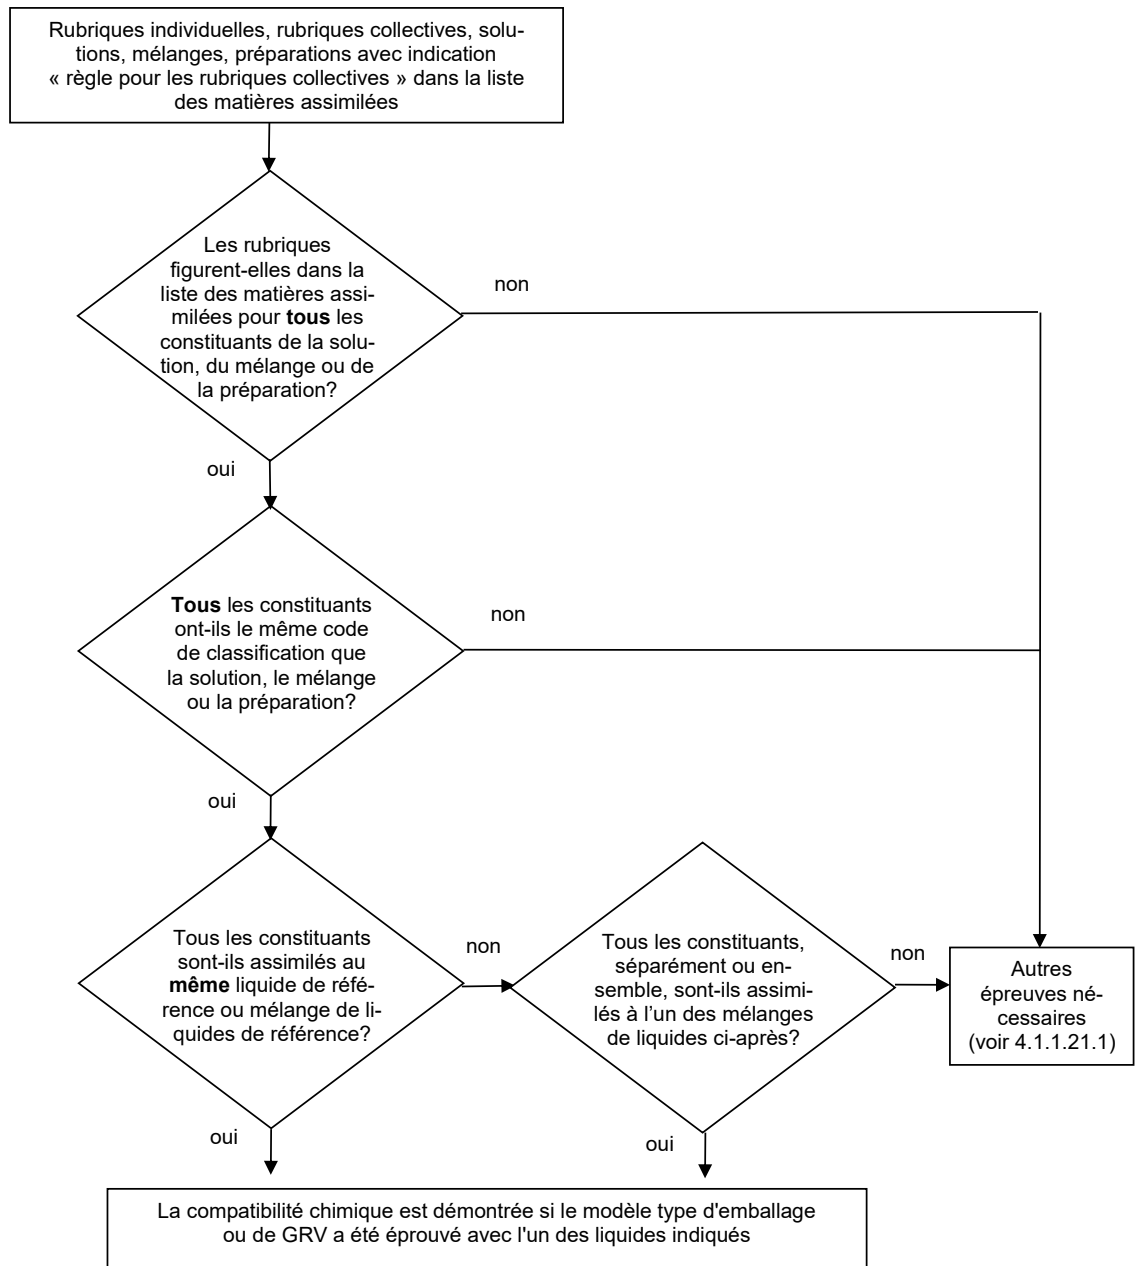 Rubriques individuelles, rubriques collectives, solu-
tions, mélanges, préparations avec indication
« règle pour les rubriques collectives » dans la liste
des matières assimilées
Les rubriques
figurent-elles dans la
liste des matières assi-
milées pour tous les
constituants de la solu-
tion, du mélange ou de
la préparation?
non
oui
Tous les constituants
ont-ils le même code
de classification que
la solution, le mélange
ou la préparation?
non
oui
Tous les constituants
sont-ils assimilés au
même liquide de réfé-
rence ou mélange de li-
quides de référence?
non
oui
Tous les constituants,
séparément ou en-
semble, sont-ils assimi-
lés à l'un des mélanges
de liquides ci-après?
non
oui
Autres
épreuves né-
cessaires
(voir 4.1.1.21.1)
La compatibilité chimique est démontrée si le modèle type d'emballage
ou de GRV a été éprouvé avec l'un des liquides indiqués